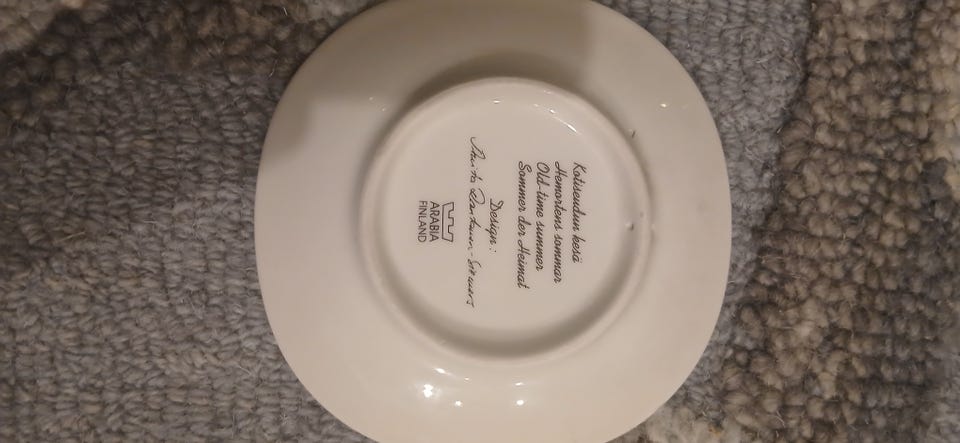 Kotiseudun kesä
Hemortens sommar
Old-time summer
Sommer der Heimat
Design:
ARABIA
FINLAND